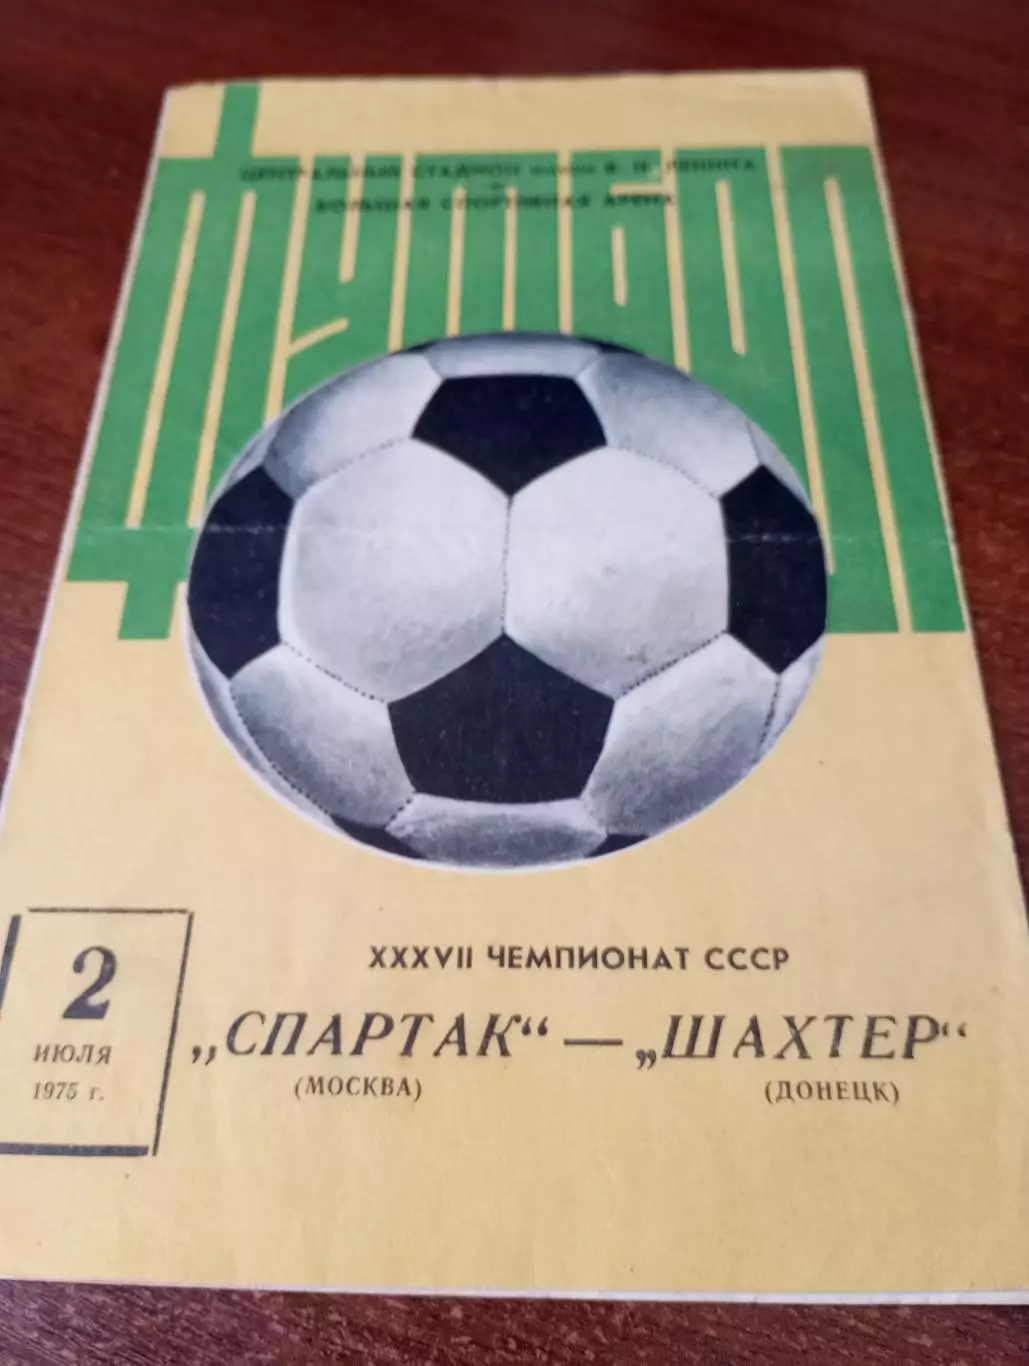 ФУТБОЛ
ЦЕНТРАЛЬНЫЙ СТАДИОН имени В. И. ЛЕНИНА
БОЛЬШАЯ СПОРТИВНАЯ АРЕНА
2
ИЮЛЯ
1975 г.
XXXVII ЧЕМПИОНАТ СССР
„СПАРТАК“ — „ШАХТЕР“
(МОСКВА) (ДОНЕЦК)